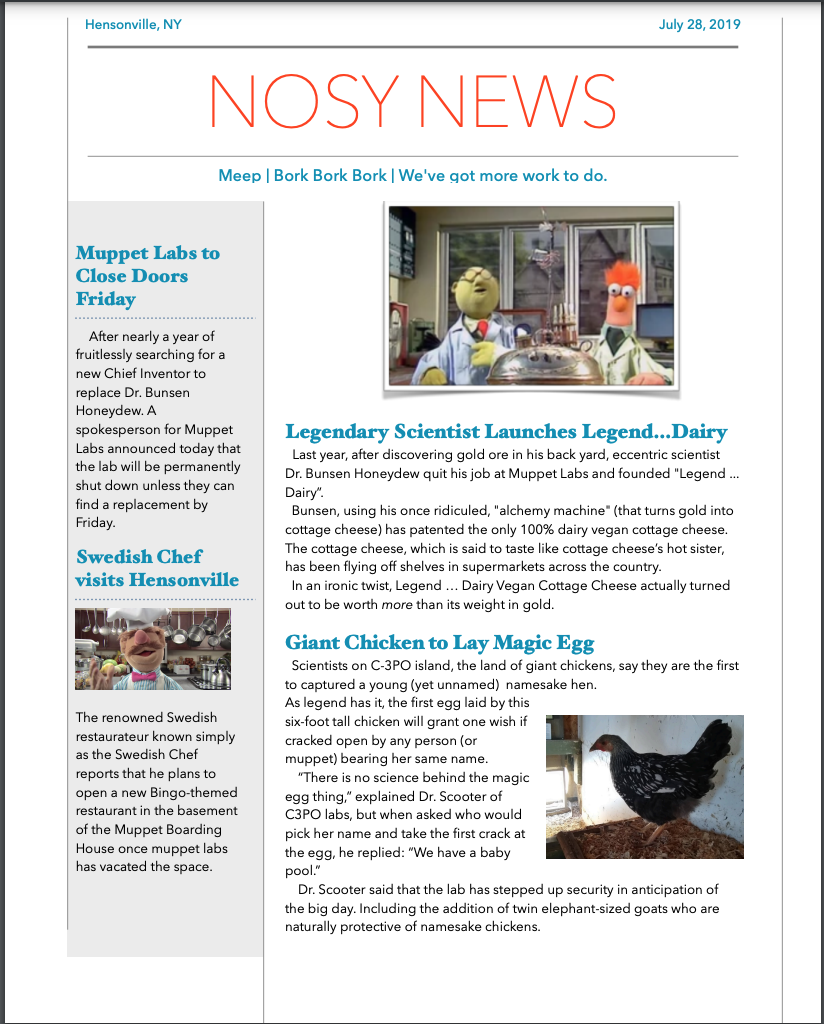 Hensonville, NY
July 28, 2019
NOSY NEWS
Meep | Bork Bork Bork | We've got more work to do.
Muppet Labs to
Close Doors
Friday
After nearly a year of
fruitlessly searching for a
new Chief Inventor to
replace Dr. Bunsen
Honeydew. A
spokesperson for Muppet
Labs announced today that
the lab will be permanently
shut down unless they can
find a replacement by
Friday.
Swedish Chef
visits Hensonville
The renowned Swedish
restaurateur known simply
as the Swedish Chef
reports that he plans to
open a new Bingo-themed
restaurant in the basement
of the Muppet Boarding
House once muppet labs
has vacated the space.
Legendary Scientist Launches Legend...Dairy
Last year, after discovering gold ore in his back yard, eccentric scientist
Dr. Bunsen Honeydew quit his job at Muppet Labs and founded "Legend ...
Dairy”.
Bunsen, using his once ridiculed, "alchemy machine" (that turns gold into
cottage cheese) has patented the only 100% dairy vegan cottage cheese.
The cottage cheese, which is said to taste like cottage cheese’s hot sister,
has been flying off shelves in supermarkets across the country.
In an ironic twist, Legend … Dairy Vegan Cottage Cheese actually turned
out to be worth more than its weight in gold.
Giant Chicken to Lay Magic Egg
Scientists on C-3PO island, the land of giant chickens, say they are the first
to captured a young (yet unnamed) namesake hen.
As legend has it, the first egg laid by this
six-foot tall chicken will grant one wish if
cracked open by any person (or
muppet) bearing her same name.
“There is no science behind the magic
egg thing,” explained Dr. Scooter of
C3PO labs, but when asked who would
pick her name and take the first crack at
the egg, he replied: “We have a baby
pool.”
Dr. Scooter said that the lab has stepped up security in anticipation of
the big day. Including the addition of twin elephant-sized goats who are
naturally protective of namesake chickens.